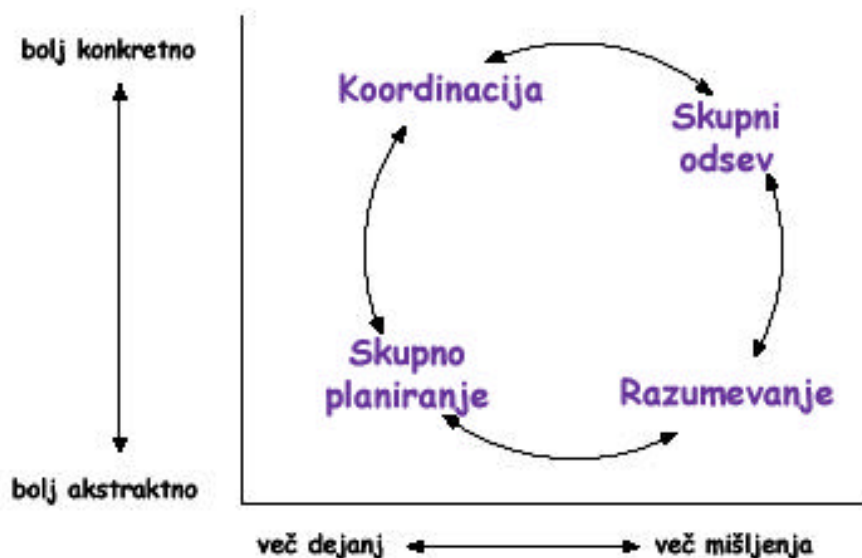 bolj konkretno
Koordinacija
Skupni
odsev
Skupno
planiranje
Razumevanje
bolj akstraktno
več dejanj
več mišljenja